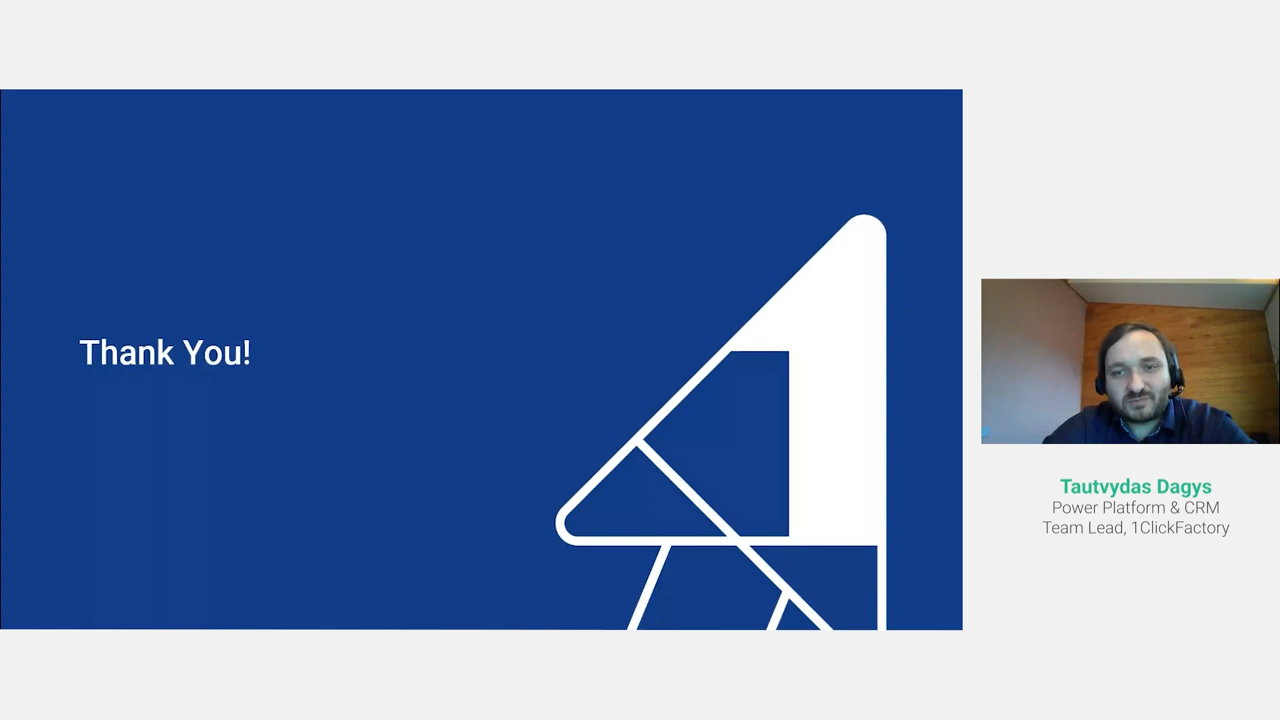 Thank You!
Tautvydas Dagys
Power Platform & CRM
Team Lead, 1ClickFactory